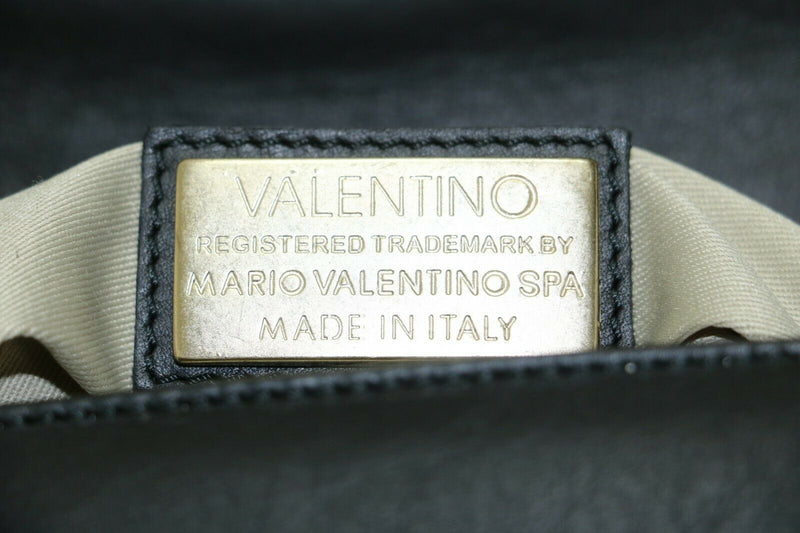 VALENTINO
REGISTERED TRADEMARK BY
MARIO VALENTINO SPA
MADE IN ITALY